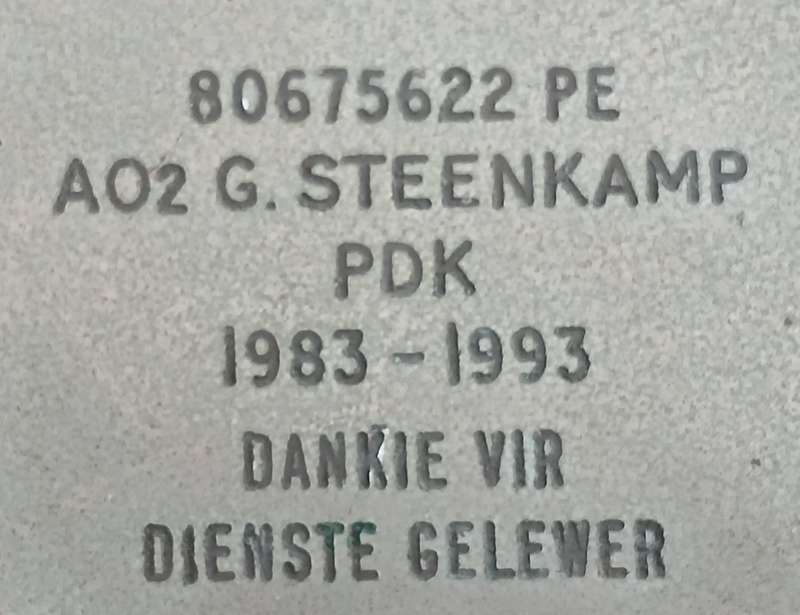 80675622 PE
AO2 G. STEENKAMP
PDK
1983 - 1993
DANKIE VIR
DIENSTE GELEWER